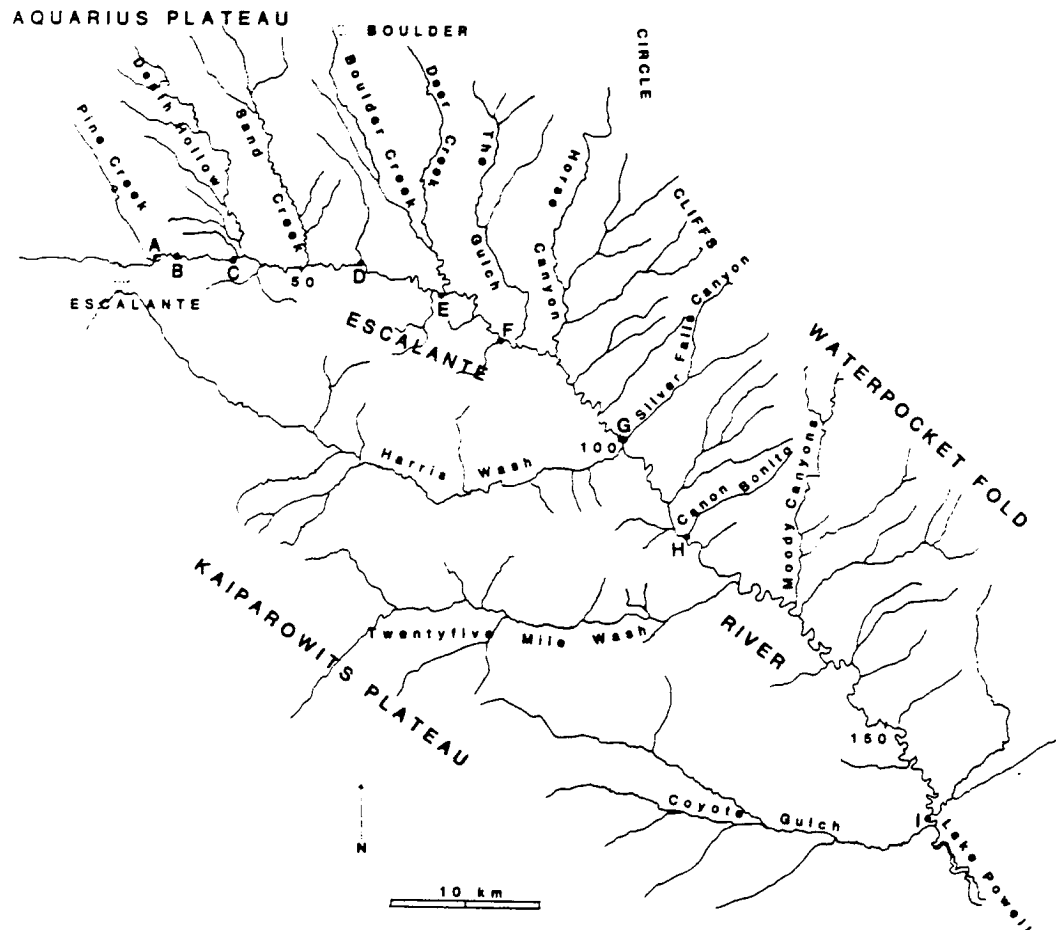 AQUARIUS PLATEAU
BOULDER
CIRCLE
CLIFFS
Pine Creek
Death Hollow
Sand Creek
Boulder Creek
Deer Creek
The Gulch
Horse Canyon
Silver Falls Canyon
A
B
C
50
D
E
F
G
100
H
I
150
ESCALANTE
ESCALANTE
RIVER
WATERPOCKET FOLD
Harris Wash
Canon Bonito
Moody Canyons
KAIPAROWITS PLATEAU
Twentyfive Mile Wash
Coyote Gulch
Lake Powell
N
10 km